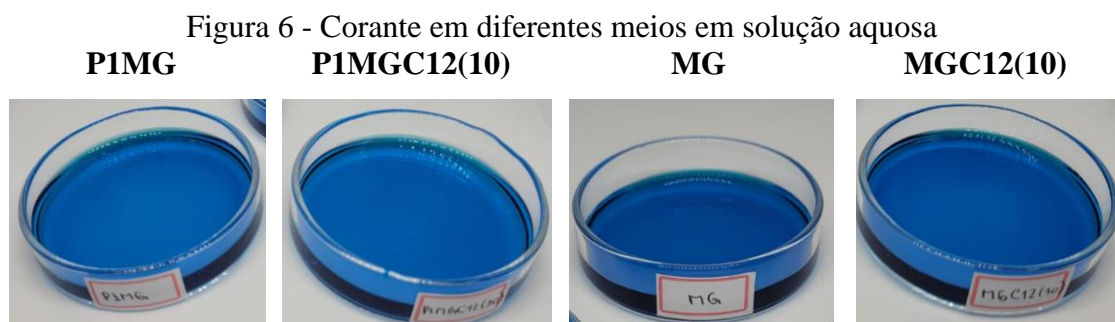 Figura 6 - Corante em diferentes meios em solução aquosa
P1MG P1MGC12(10) MG MGC12(10)
P1MG P1MGC12(10) MG MGC12(10)